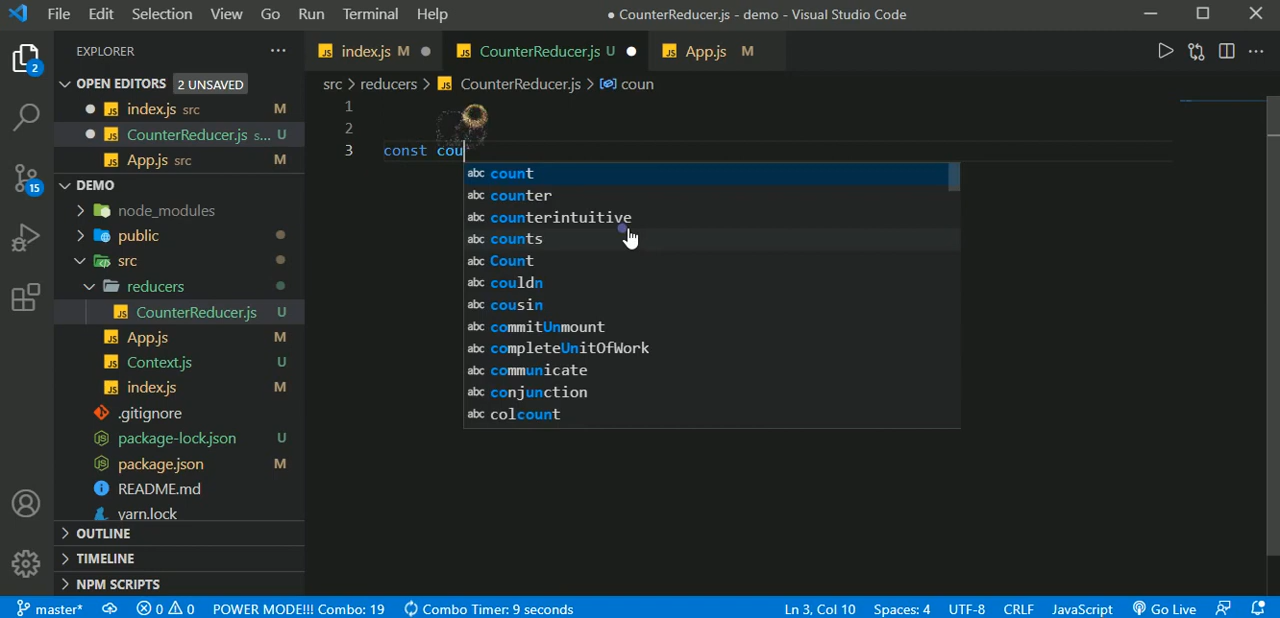 File Edit Selection View Go Run Terminal Help
● CounterReducer.js - demo - Visual Studio Code
EXPLORER
OPEN EDITORS 2 UNSAVED
index.js src M
CounterReducer.js s... U
App.js src M
DEMO
node_modules
public
src
reducers
CounterReducer.js U
App.js M
Context.js U
index.js M
.gitignore
package-lock.json U
package.json M
README.md
yarn.lock
OUTLINE
TIMELINE
NPM SCRIPTS
2
15
index.js M
CounterReducer.js U
App.js M
src > reducers > CounterReducer.js > coun
1
2
3 const cou
abc count
abc counter
abc counterintuitive
abc counts
abc Count
abc couldn
abc cousin
abc commitUnmount
abc completeUnitOfWork
abc communicate
abc conjunction
abc colcount
master* 0 0 POWER MODE!!! Combo: 19 Combo Timer: 9 seconds
Ln 3, Col 10 Spaces: 4 UTF-8 CRLF JavaScript Go Live